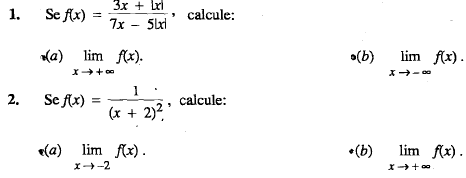 1. Se f(x) = (3x + |x|) / (7x − 5|x|), calcule:
(a) lim x→+∞ f(x). (b) lim x→−∞ f(x).
2. Se f(x) = 1 / (x + 2)², calcule:
(a) lim x→−2 f(x). (b) lim x→+∞ f(x).